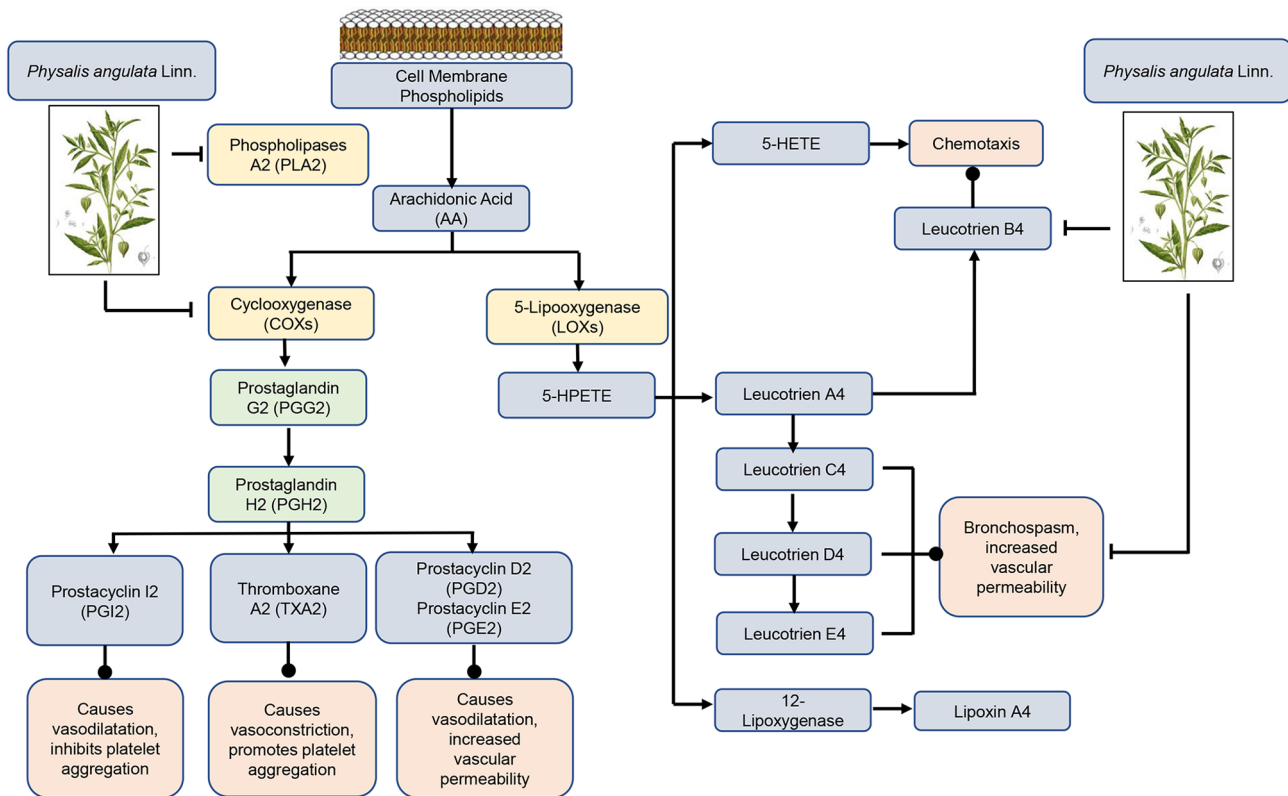 Physalis angulata Linn.
Cell Membrane
Phospholipids
Physalis angulata Linn.
Phospholipases
A2 (PLA2)
5-HETE
Chemotaxis
Arachidonic Acid
(AA)
Leucotrien B4
Cyclooxygenase
(COXs)
5-Lipooxygenase
(LOXs)
Prostaglandin
G2 (PGG2)
5-HPETE
Leucotrien A4
Leucotrien C4
Prostaglandin
H2 (PGH2)
Leucotrien D4
Bronchospasm,
increased
vascular
permeability
Prostacyclin I2
(PGI2)
Thromboxane
A2 (TXA2)
Prostacyclin D2
(PGD2)
Prostacyclin E2
(PGE2)
Leucotrien E4
Causes
vasodilatation,
inhibits platelet
aggregation
Causes
vasoconstriction,
promotes platelet
aggregation
Causes
vasodilatation,
increased
vascular
permeability
12-
Lipoxygenase
Lipoxin A4